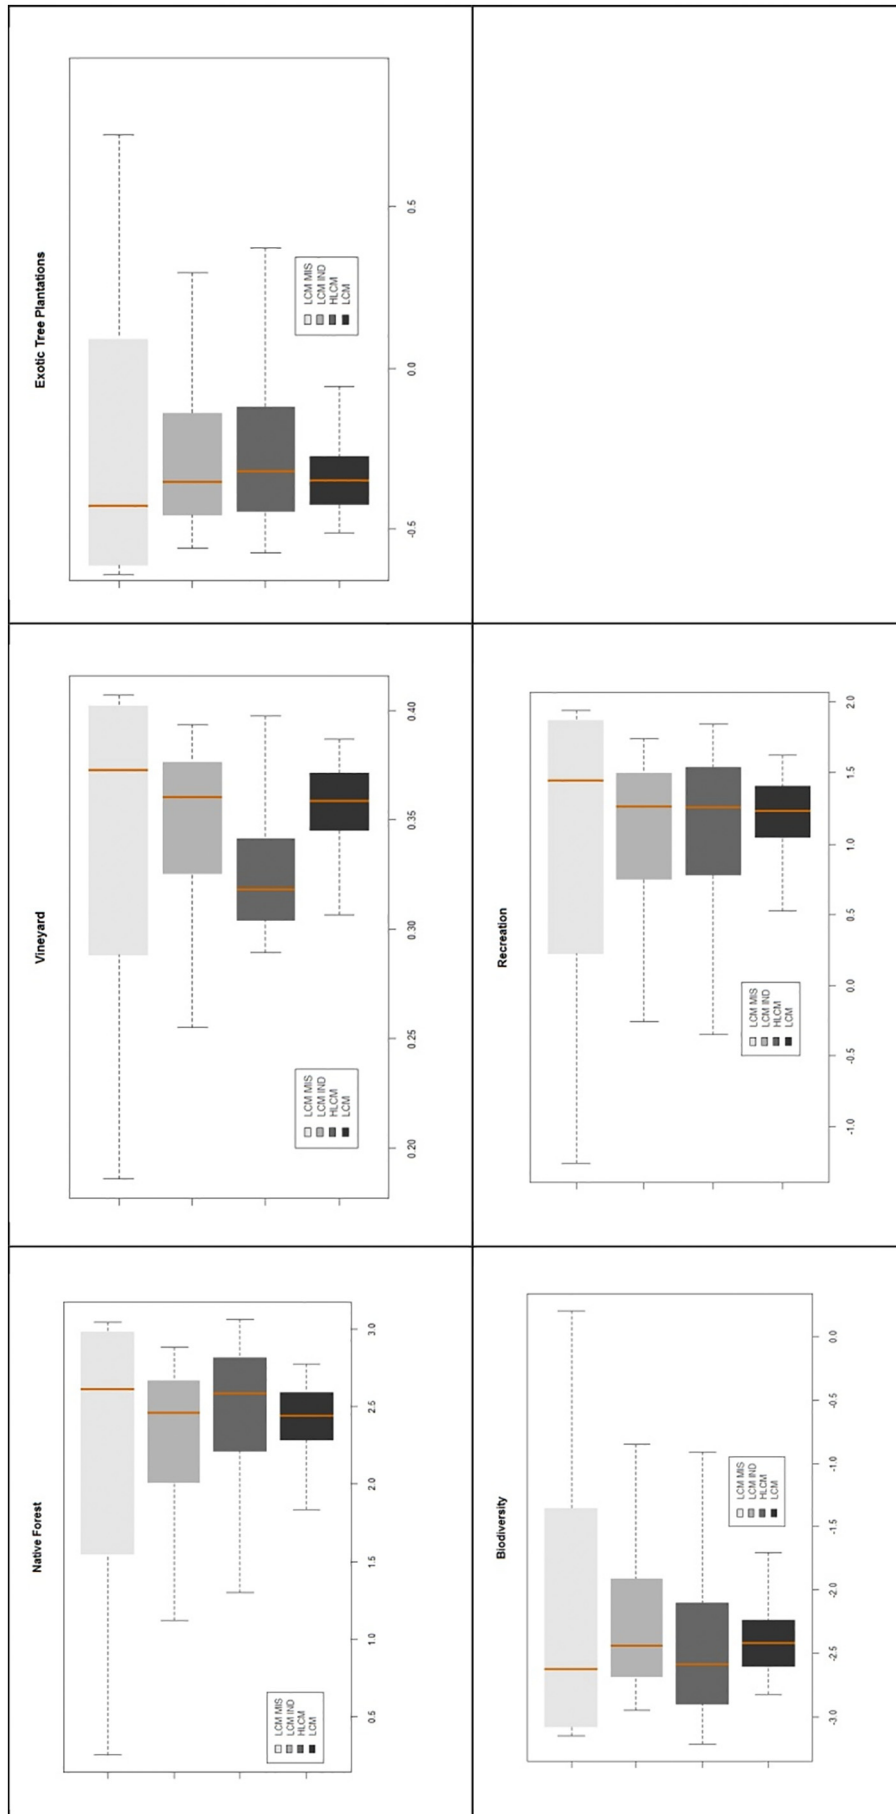 Exotic Tree Plantations
LCM MIS
LCM IND
HLCM
LCM
-0.5
0.0
0.5
Vineyard
LCM MIS
LCM IND
HLCM
LCM
0.20
0.25
0.30
0.35
0.40
Recreation
LCM MIS
LCM IND
HLCM
LCM
-1.0
-0.5
0.0
0.5
1.0
1.5
2.0
Native Forest
LCM MIS
LCM IND
HLCM
LCM
0.5
1.0
1.5
2.0
2.5
3.0
Biodiversity
LCM MIS
LCM IND
HLCM
LCM
-3.0
-2.5
-2.0
-1.5
-1.0
-0.5
0.0